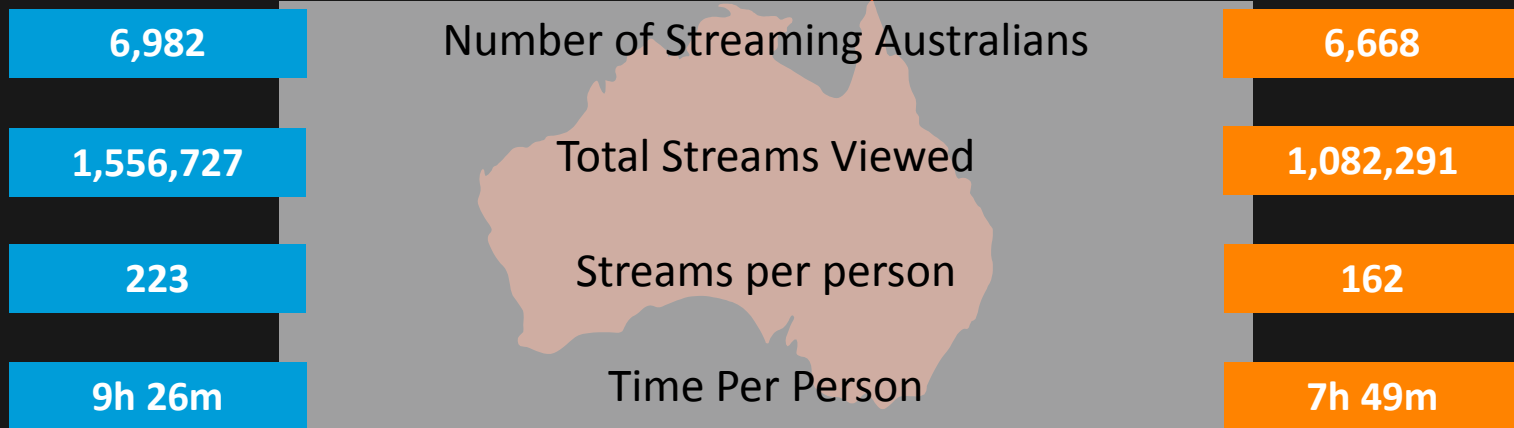 6,982 Number of Streaming Australians 6,668
1,556,727 Total Streams Viewed 1,082,291
223 Streams per person 162
9h 26m Time Per Person 7h 49m